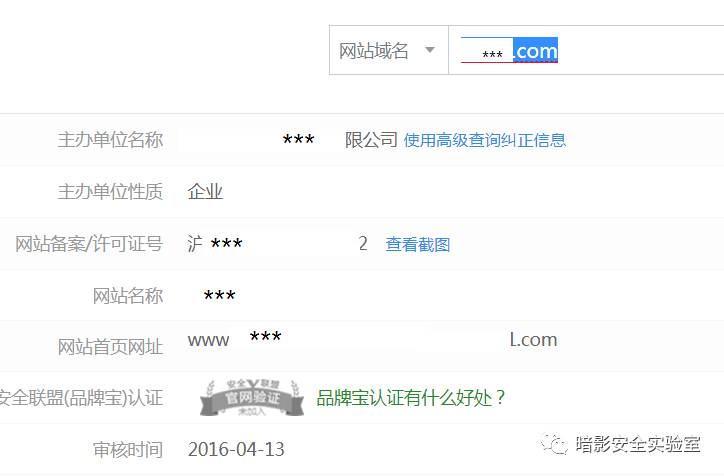 网站域名 *** .com
主办单位名称 *** 限公司 使用高级查询纠正信息
主办单位性质 企业
网站备案/许可证号 沪 *** 2 查看截图
网站名称 ***
网站首页网址 www *** l.com
安全联盟(品牌宝)认证 安全V联盟 官网验证 未加入 品牌宝认证有什么好处？
审核时间 2016-04-13
暗影安全实验室